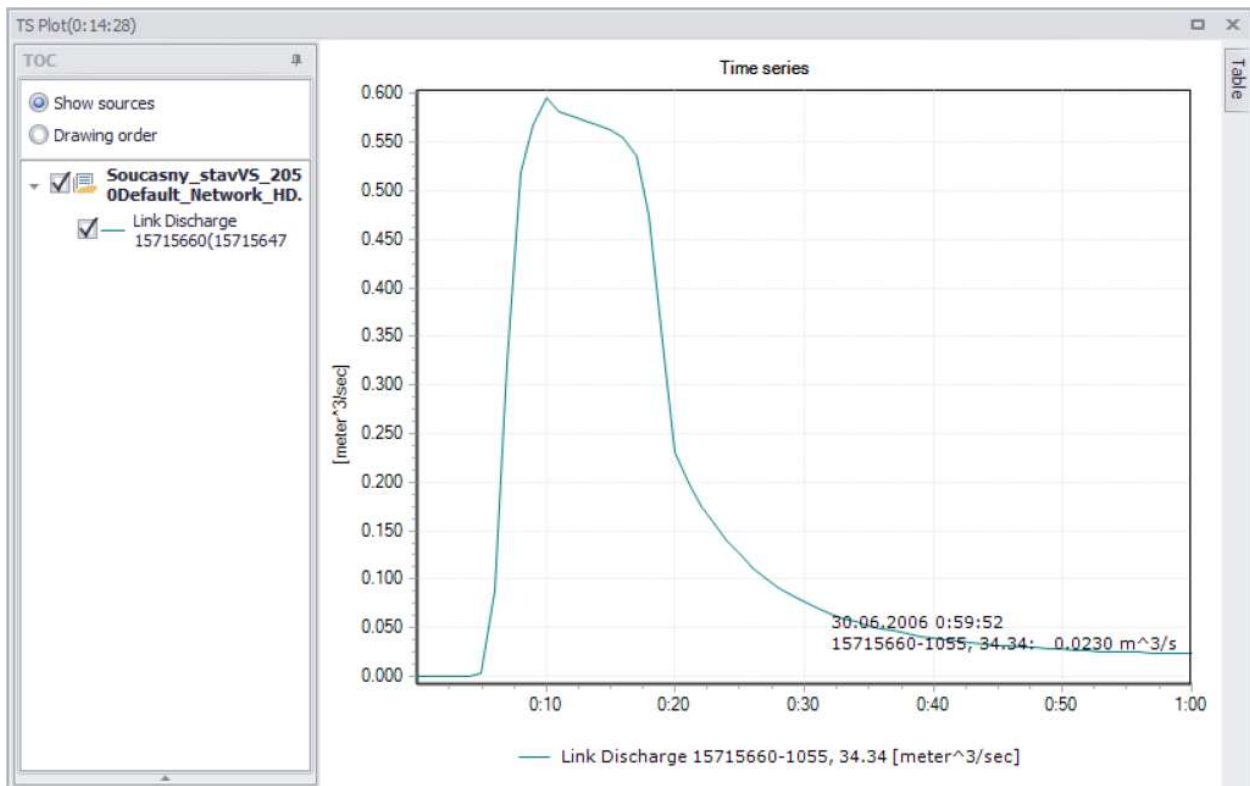 TS Plot(0:14:28)
TOC
Show sources
Drawing order
Soucasny_stavVS_205
0Default_Network_HD.
Link Discharge
15715660(15715647
Time series
0.600
0.550
0.500
0.450
0.400
0.350
0.300
0.250
0.200
0.150
0.100
0.050
0.000
[meter^3/sec]
30.06.2006 0:59:52
15715660-1055, 34.34: 0.0230 m^3/s
0:10 0:20 0:30 0:40 0:50 1:00
Link Discharge 15715660-1055, 34.34 [meter^3/sec]
Table